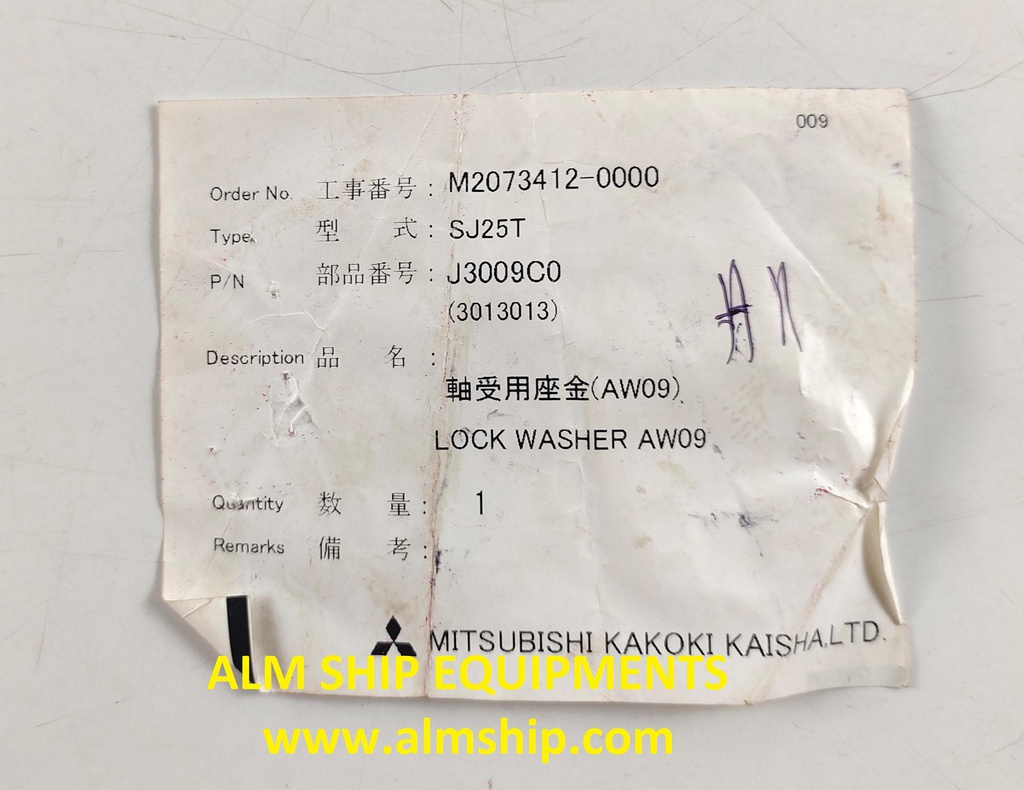 009
Order No. 工事番号 : M2073412-0000
Type. 型 式 : SJ25T
P/N 部品番号 : J3009C0
(3013013)
Description 品 名 :
軸受用座金(AW09)
LOCK WASHER AW09
Quantity 数 量 : 1
Remarks 備 考 :
MITSUBISHI KAKOKI KAISHA,LTD.
ALM SHIP EQUIPMENTS
www.almship.com